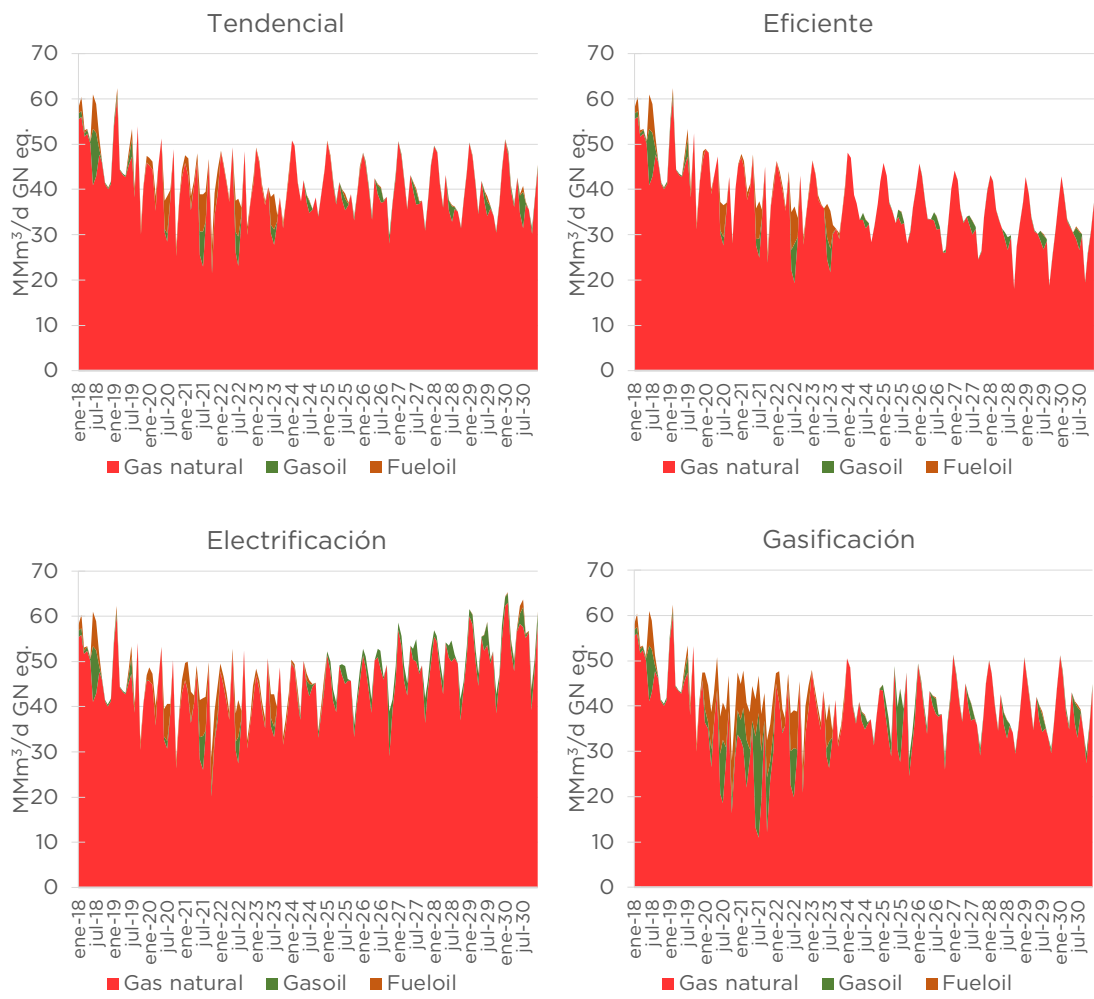 Tendencial
MMm³/d GN eq.
70
60
50
40
30
20
10
0
ene-18
jul-18
ene-19
jul-19
ene-20
jul-20
ene-21
jul-21
ene-22
jul-22
ene-23
jul-23
ene-24
jul-24
ene-25
jul-25
ene-26
jul-26
ene-27
jul-27
ene-28
jul-28
ene-29
jul-29
ene-30
jul-30
Gas natural Gasoil Fueloil
Eficiente
MMm³/d GN eq.
70
60
50
40
30
20
10
0
ene-18
jul-18
ene-19
jul-19
ene-20
jul-20
ene-21
jul-21
ene-22
jul-22
ene-23
jul-23
ene-24
jul-24
ene-25
jul-25
ene-26
jul-26
ene-27
jul-27
ene-28
jul-28
ene-29
jul-29
ene-30
jul-30
Gas natural Gasoil Fueloil
Electrificación
MMm³/d GN eq.
70
60
50
40
30
20
10
0
ene-18
jul-18
ene-19
jul-19
ene-20
jul-20
ene-21
jul-21
ene-22
jul-22
ene-23
jul-23
ene-24
jul-24
ene-25
jul-25
ene-26
jul-26
ene-27
jul-27
ene-28
jul-28
ene-29
jul-29
ene-30
jul-30
Gas natural Gasoil Fueloil
Gasificación
MMm³/d GN eq.
70
60
50
40
30
20
10
0
ene-18
jul-18
ene-19
jul-19
ene-20
jul-20
ene-21
jul-21
ene-22
jul-22
ene-23
jul-23
ene-24
jul-24
ene-25
jul-25
ene-26
jul-26
ene-27
jul-27
ene-28
jul-28
ene-29
jul-29
ene-30
jul-30
Gas natural Gasoil Fueloil